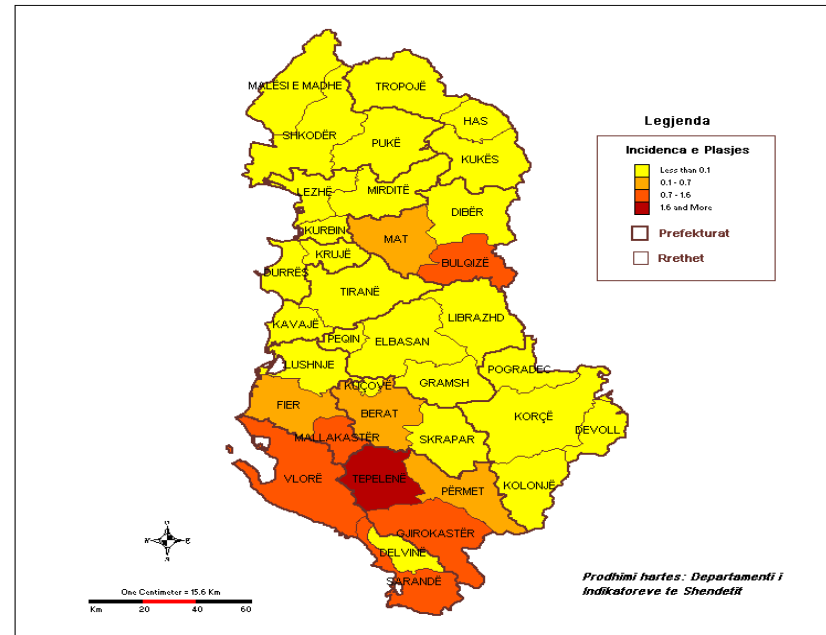 MALËSI E MADHE
TROPOJË
HAS
SHKODËR
PUKË
KUKËS
LEZHË
MIRDITË
DIBËR
KURBIN
MAT
KRUJË
BULQIZË
DURRËS
TIRANË
KAVAJË
LIBRAZHD
PEQIN
ELBASAN
LUSHNJE
POGRADEC
KUÇOVË
GRAMSH
FIER
BERAT
KORÇË
MALLAKASTËR
SKRAPAR
DEVOLL
VLORË
TEPELENË
PËRMET
KOLONJË
GJIROKASTËR
DELVINË
SARANDË
Legjenda
Incidenca e Plasjes
Less than 0.1
0.1 - 0.7
0.7 - 1.6
1.6 and More
Prefekturat
Rrethet
One Centimeter = 15.6 Km
Km 20 40 60
Prodhimi hartes: Departamenti i
Indikatoreve te Shendetit